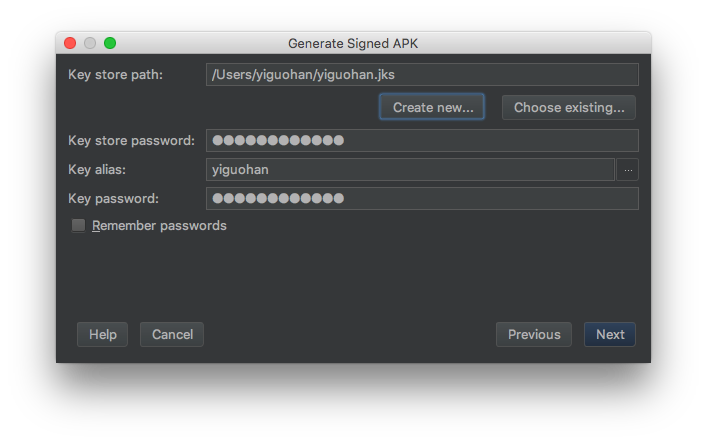 Generate Signed APK
Key store path: /Users/yiguohan/yiguohan.jks
Create new... Choose existing...
Key store password: ●●●●●●●●●●●●
Key alias: yiguohan ...
Key password: ●●●●●●●●●●●●
Remember passwords
Help Cancel Previous Next